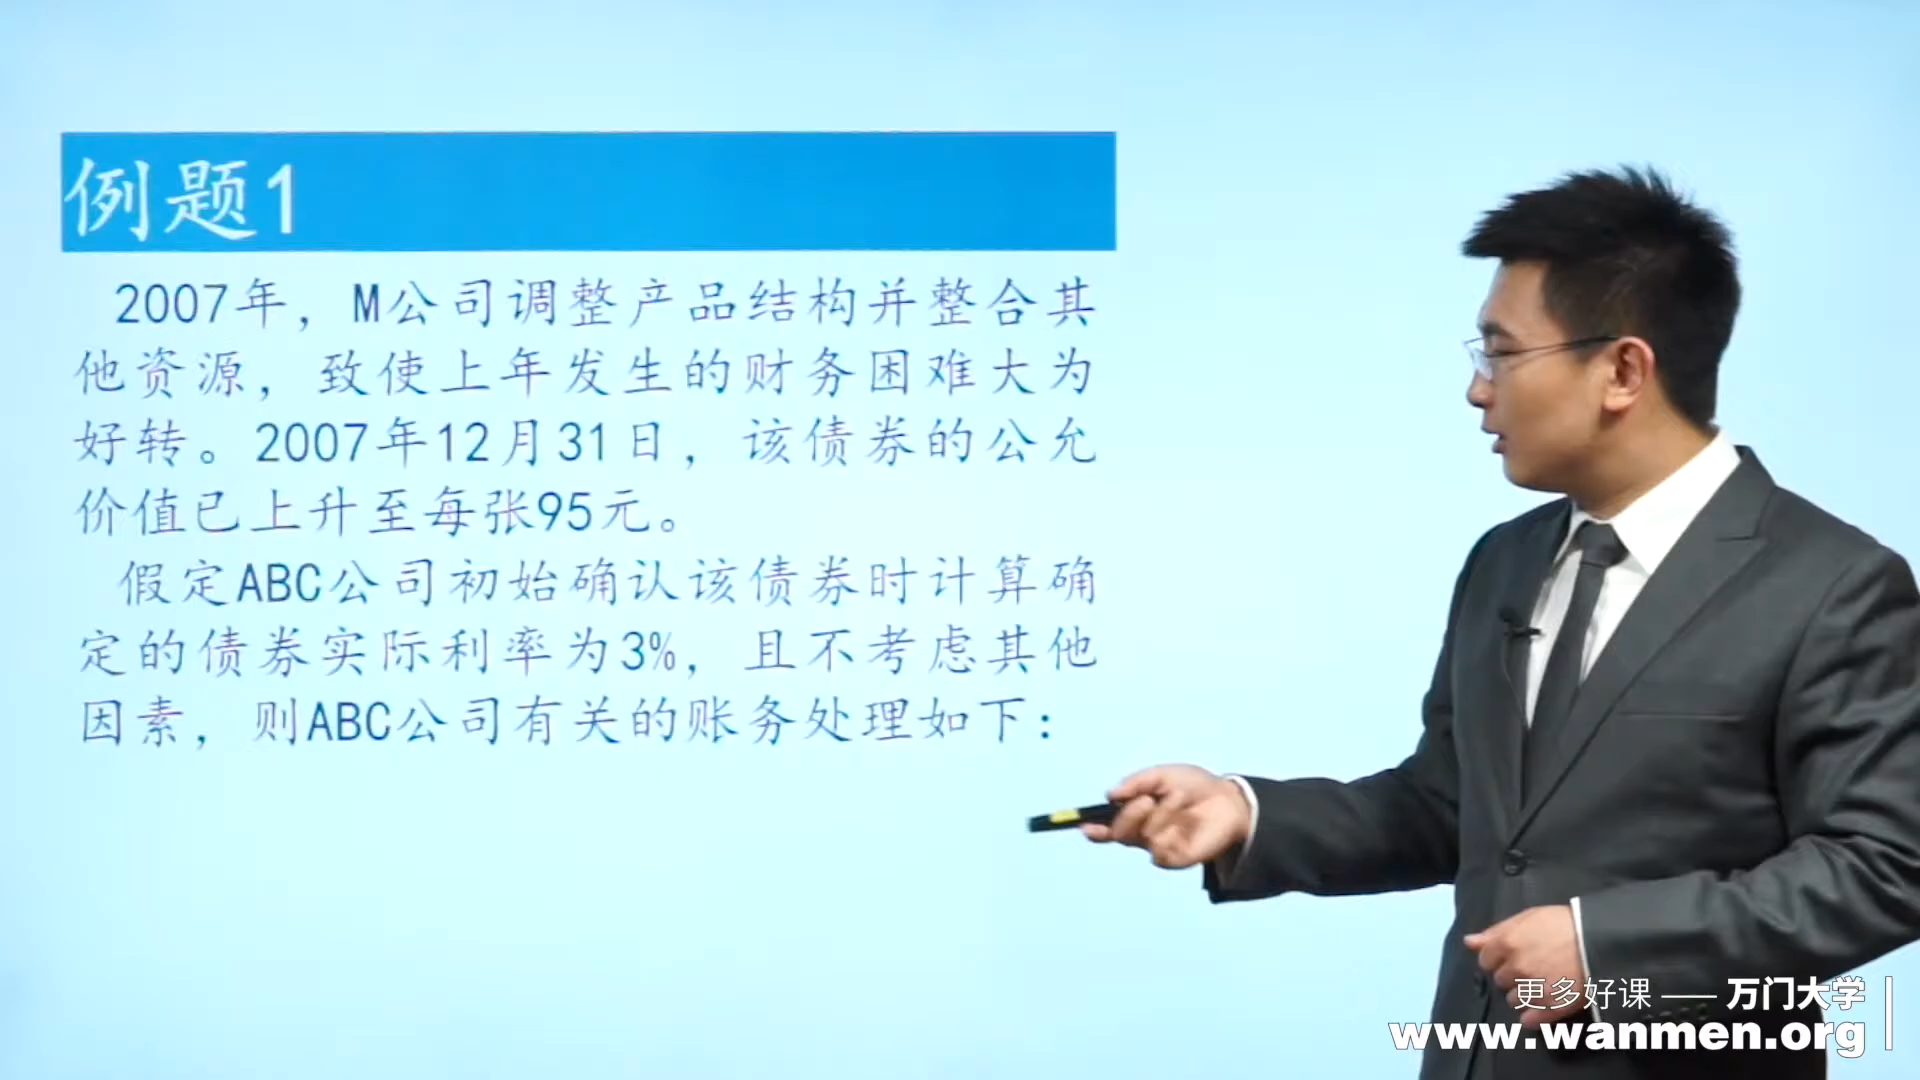 例题1
2007年，M公司调整产品结构并整合其
他资源，致使上年发生的财务困难大为
好转。2007年12月31日，该债券的公允
价值已上升至每张95元。
假定ABC公司初始确认该债券时计算确
定的债券实际利率为3%，且不考虑其他
因素，则ABC公司有关的账务处理如下：
更多好课 —— 万门大学
www.wanmen.org